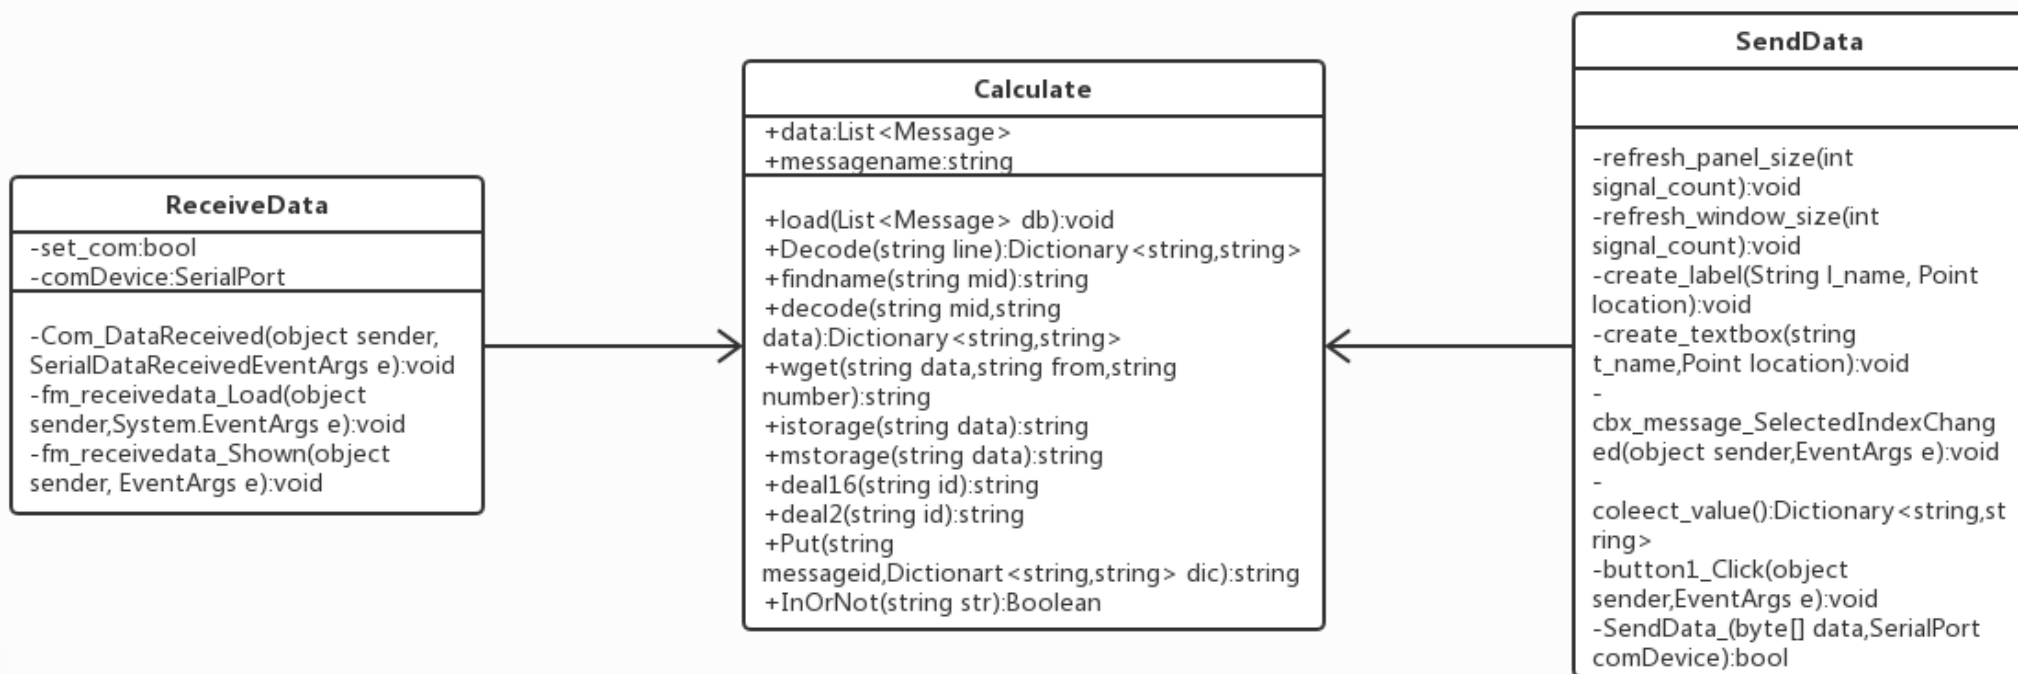 ReceiveData
-set_com:bool
-comDevice:SerialPort
-Com_DataReceived(object sender,
SerialDataReceivedEventArgs e):void
-fm_receivedata_Load(object
sender,System.EventArgs e):void
-fm_receivedata_Shown(object
sender, EventArgs e):void
Calculate
+data:List<Message>
+messagename:string
+load(List<Message> db):void
+Decode(string line):Dictionary<string,string>
+findname(string mid):string
+decode(string mid,string
data):Dictionary<string,string>
+wget(string data,string from,string
number):string
+istorage(string data):string
+mstorage(string data):string
+deal16(string id):string
+deal2(string id):string
+Put(string
messageid,Dictionart<string,string> dic):string
+InOrNot(string str):Boolean
SendData
-refresh_panel_size(int
signal_count):void
-refresh_window_size(int
signal_count):void
-create_label(String l_name, Point
location):void
-create_textbox(string
t_name,Point location):void
-
cbx_message_SelectedIndexChang
ed(object sender,EventArgs e):void
-
coleect_value():Dictionary<string,st
ring>
-button1_Click(object
sender,EventArgs e):void
-SendData_(byte[] data,SerialPort
comDevice):bool